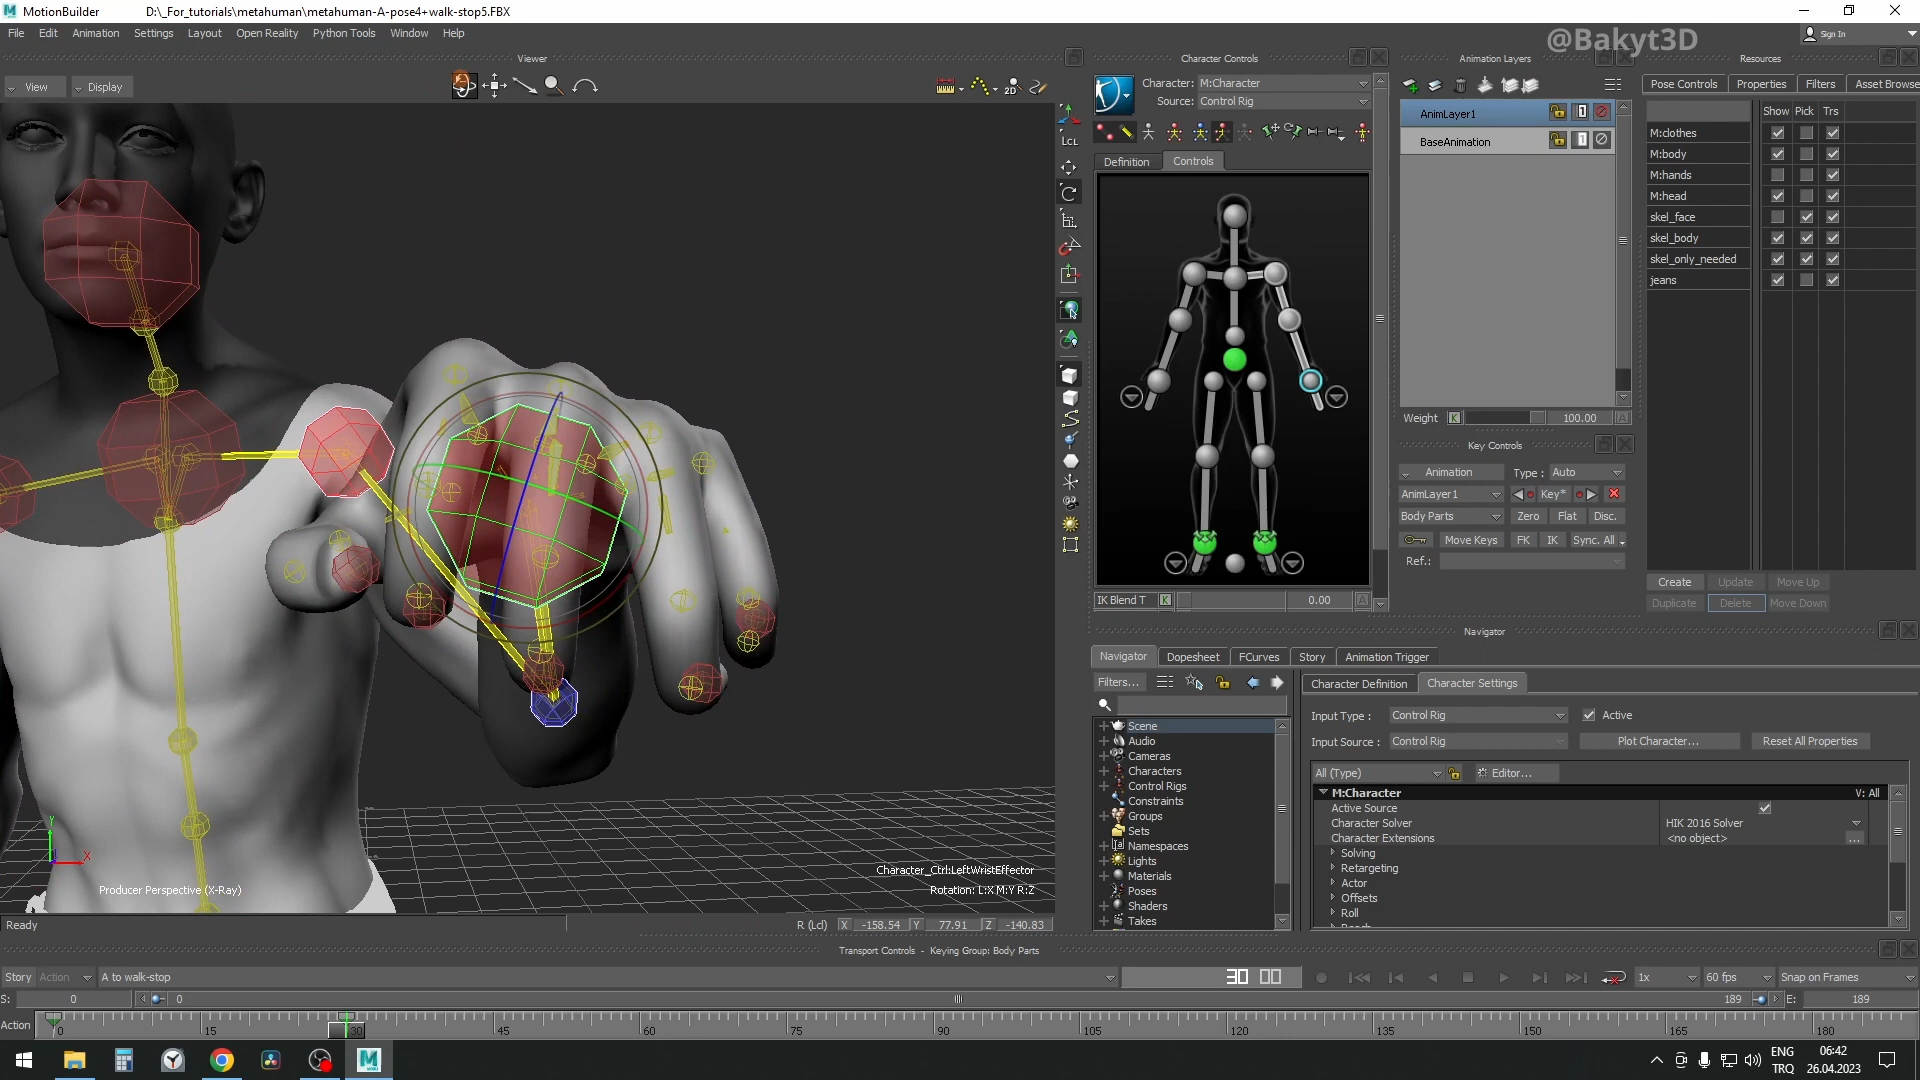 MotionBuilder D:\_For_tutorials\metahuman\metahuman-A-pose4+walk-stop5.FBX
File Edit Animation Settings Layout Open Reality Python Tools Window Help
@Bakyt3D
Sign In
Viewer
View Display
2D
LCL
Character Controls
Character: M:Character
Source: Control Rig
Definition Controls
IK Blend T K 0.00 A
Animation Layers
AnimLayer1
BaseAnimation
Weight K 100.00 A
Key Controls
Animation Type : Auto
AnimLayer1 Key*
Body Parts Zero Flat Disc.
Move Keys FK IK Sync. All
Ref.:
Resources
Pose Controls Properties Filters Asset Browse
Show Pick Trs
M:clothes
M:body
M:hands
M:head
skel_face
skel_body
skel_only_needed
jeans
Create Update Move Up
Duplicate Delete Move Down
Navigator
Navigator Dopesheet FCurves Story Animation Trigger
Filters...
Scene
Audio
Cameras
Characters
Control Rigs
Constraints
Groups
Sets
Namespaces
Lights
Materials
Poses
Shaders
Takes
Character Definition Character Settings
Input Type : Control Rig Active
Input Source : Control Rig Plot Character... Reset All Properties
All (Type) Editor...
M:Character V: All
Active Source
Character Solver HIK 2016 Solver
Character Extensions <no object> ...
Solving
Retargeting
Actor
Offsets
Roll
Reach
Y
X
Producer Perspective (X-Ray)
Character_Ctrl:LeftWristEffector
Rotation: L:X M:Y R:Z
Ready R (Lcl) X -158.54 Y 77.91 Z -140.83
Transport Controls - Keying Group: Body Parts
Story Action A to walk-stop 30 00 1x 60 fps Snap on Frames
S: 0 0 189 E: 189
Action 0 15 30 45 60 75 90 105 120 135 150 165 180
ENG 06:42
TRQ 26.04.2023